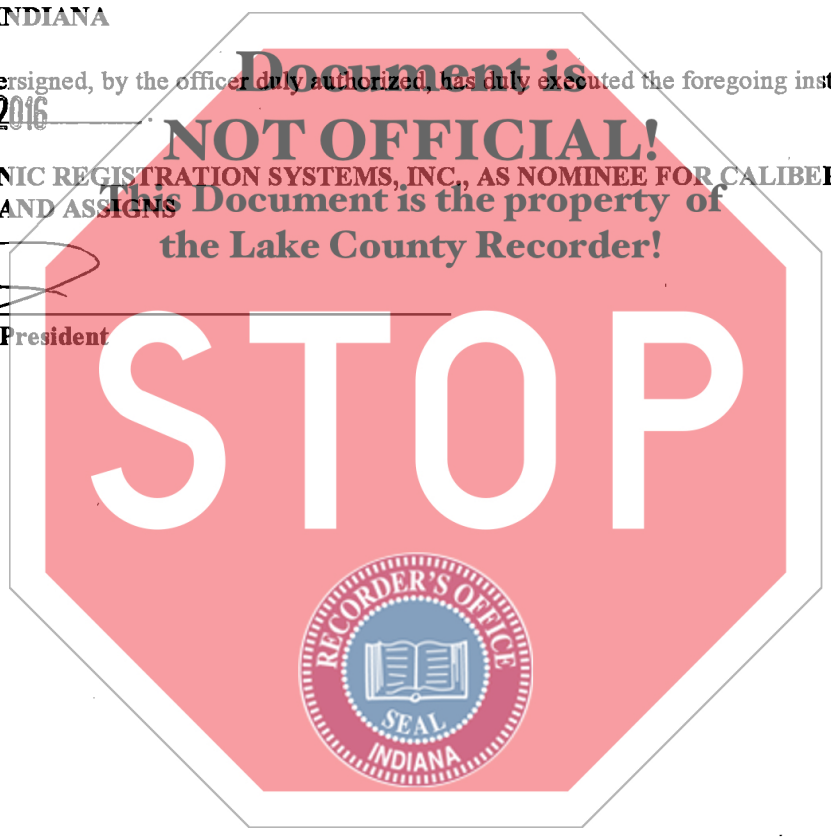 INDIANA
Document is
ersigned, by the officer duly authorized, has duly executed the foregoing inst
2016
NOT OFFICIAL!
NIC REGISTRATION SYSTEMS, INC., AS NOMINEE FOR CALIBER
AND ASSIGNS
This Document is the property of
the Lake County Recorder!
President
STOP
RECORDER'S OFFICE
SEAL
INDIANA